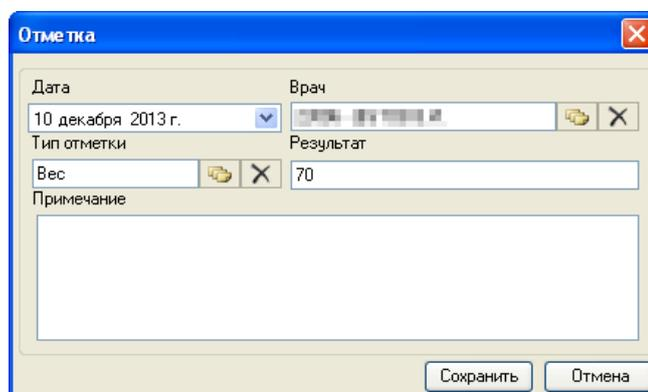 Отметка
Дата Врач
10 декабря 2013 г.
Тип отметки Результат
Вес 70
Примечание
Сохранить Отмена